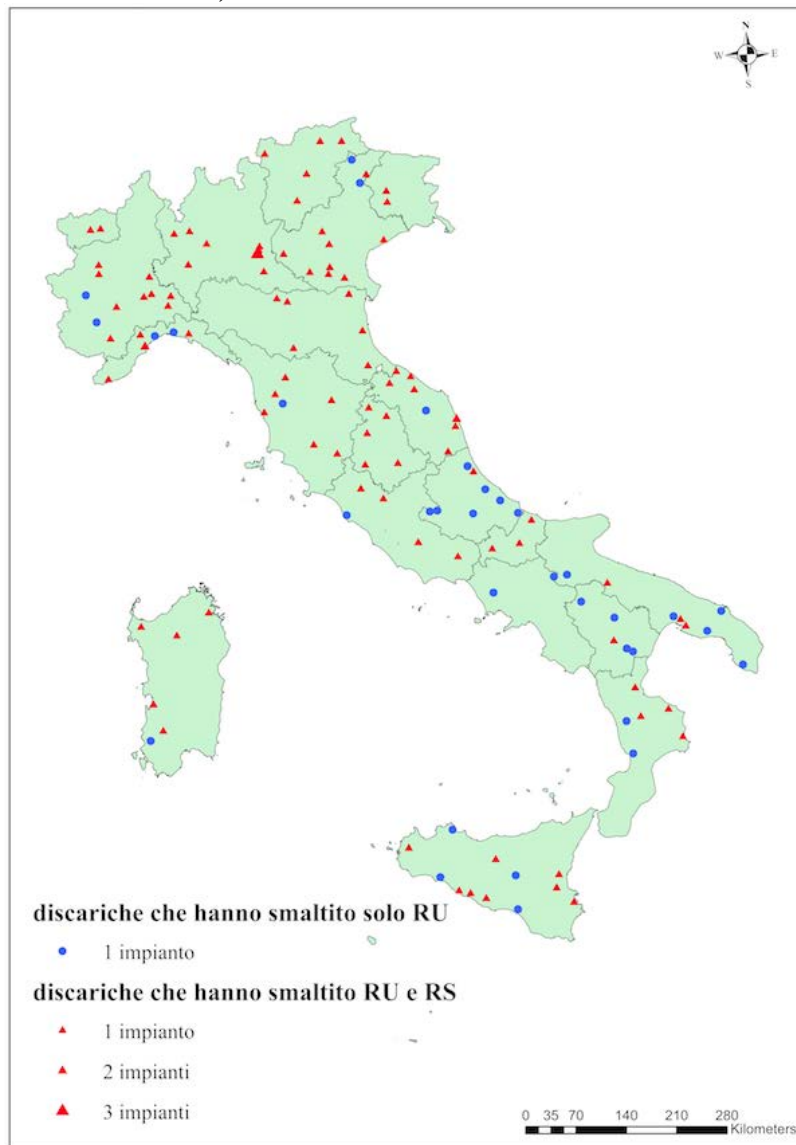 N
W E
S
discariche che hanno smaltito solo RU
1 impianto
discariche che hanno smaltito RU e RS
1 impianto
2 impianti
3 impianti
0 35 70 140 210 280
Kilometers